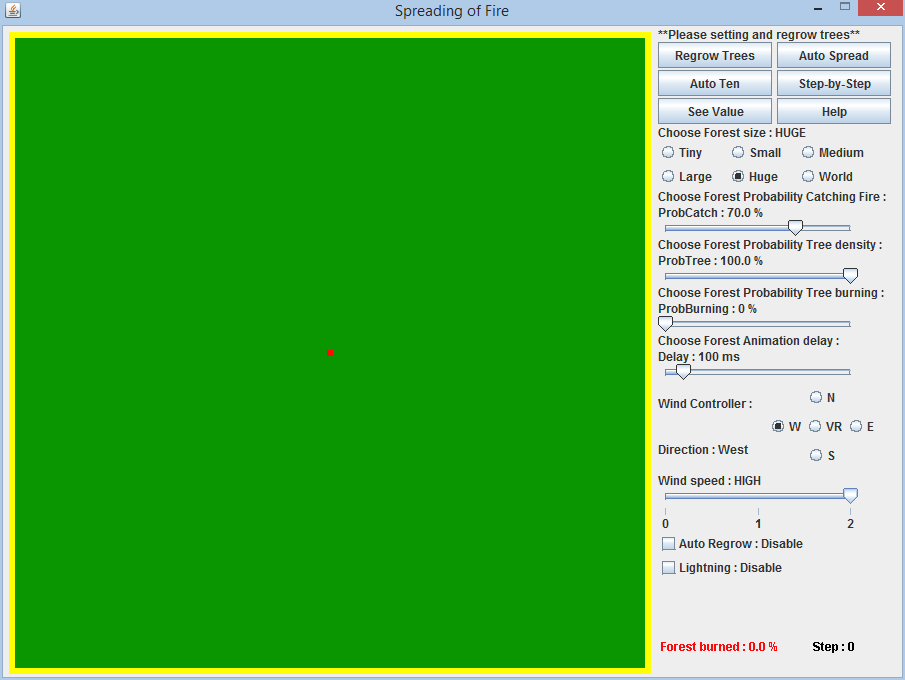 Spreading of Fire
**Please setting and regrow trees**
Regrow Trees Auto Spread
Auto Ten Step-by-Step
See Value Help
Choose Forest size : HUGE
Tiny Small Medium
Large Huge World
Choose Forest Probability Catching Fire :
ProbCatch : 70.0 %
Choose Forest Probability Tree density :
ProbTree : 100.0 %
Choose Forest Probability Tree burning :
ProbBurning : 0 %
Choose Forest Animation delay :
Delay : 100 ms
N
Wind Controller :
W VR E
Direction : West
S
Wind speed : HIGH
0 1 2
Auto Regrow : Disable
Lightning : Disable
Forest burned : 0.0 % Step : 0